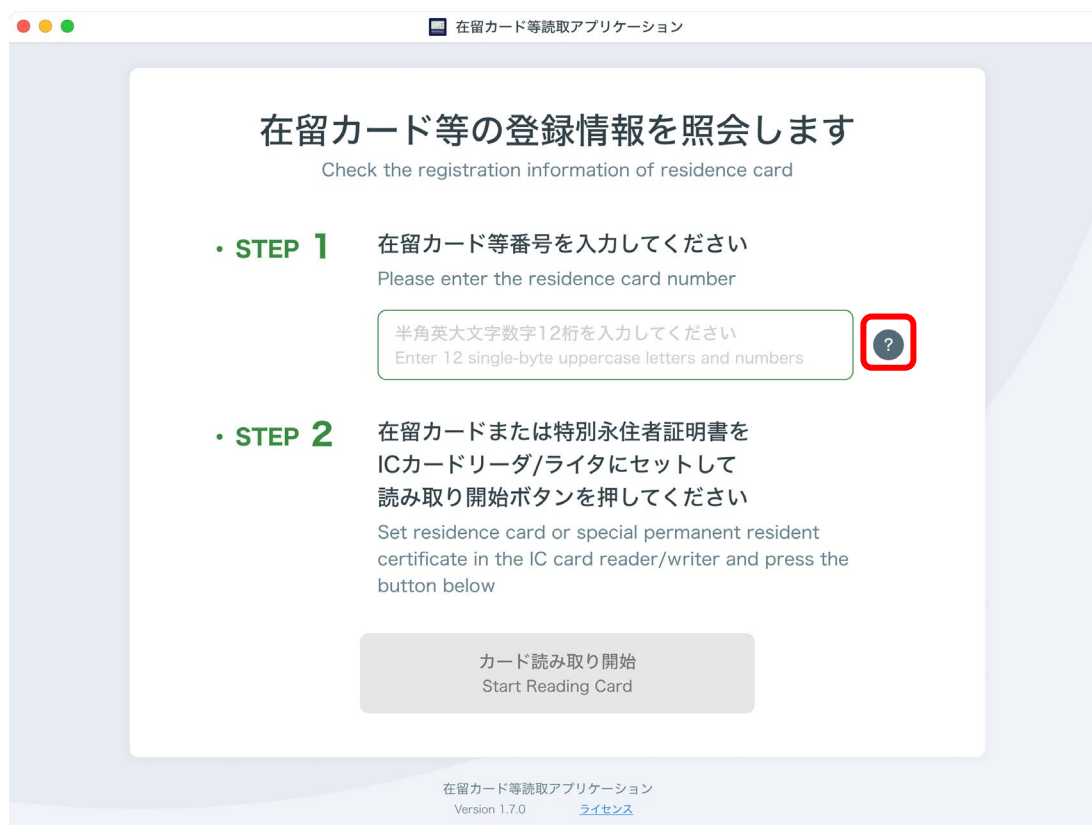 在留カード等読取アプリケーション
在留カード等の登録情報を照会します
Check the registration information of residence card
• STEP 1
在留カード等番号を入力してください
Please enter the residence card number
半角英大文字数字12桁を入力してください
Enter 12 single-byte uppercase letters and numbers
?
• STEP 2
在留カードまたは特別永住者証明書を
ICカードリーダ/ライタにセットして
読み取り開始ボタンを押してください
Set residence card or special permanent resident
certificate in the IC card reader/writer and press the
button below
カード読み取り開始
Start Reading Card
在留カード等読取アプリケーション
Version 1.7.0 ライセンス